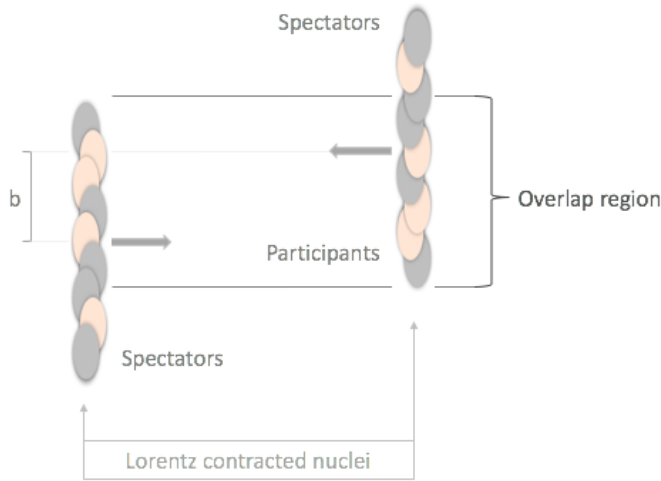 Spectators
b
Overlap region
Participants
Spectators
Lorentz contracted nuclei